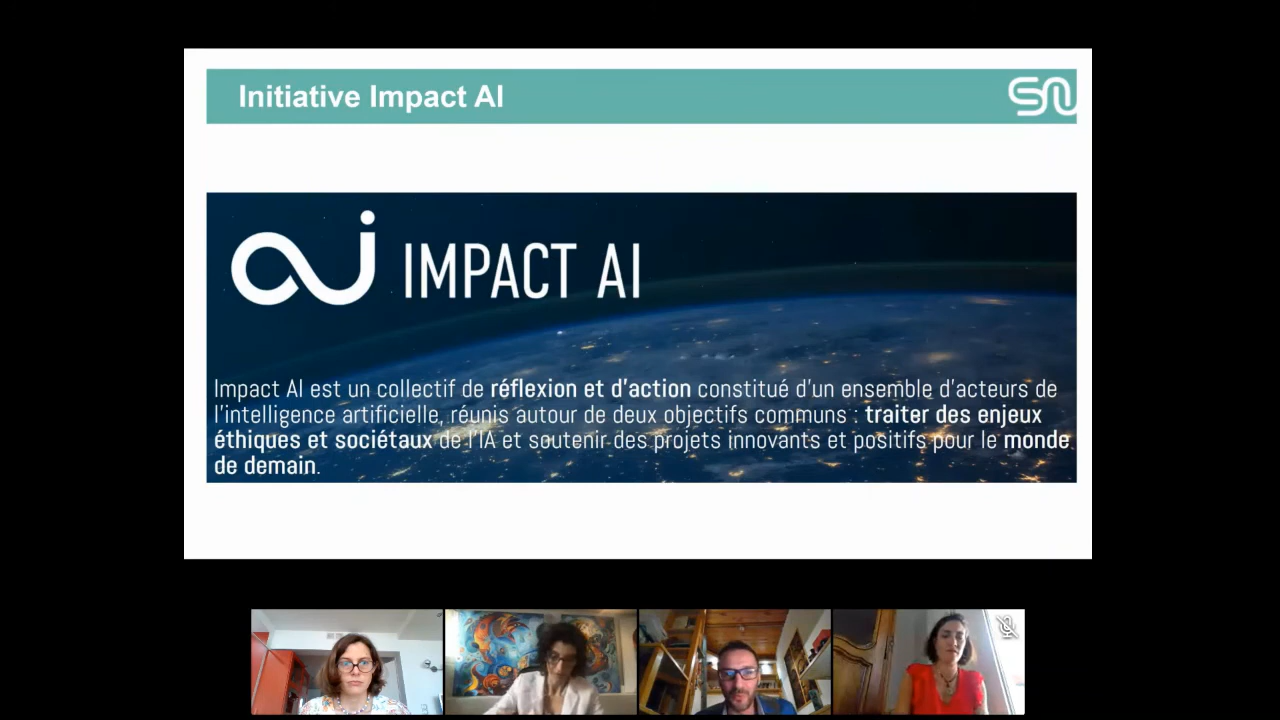 Initiative Impact AI
SN
IMPACT AI
Impact AI est un collectif de réflexion et d'action constitué d'un ensemble d'acteurs de
l'intelligence artificielle, réunis autour de deux objectifs communs : traiter des enjeux
éthiques et sociétaux de l'IA et soutenir des projets innovants et positifs pour le monde
de demain.